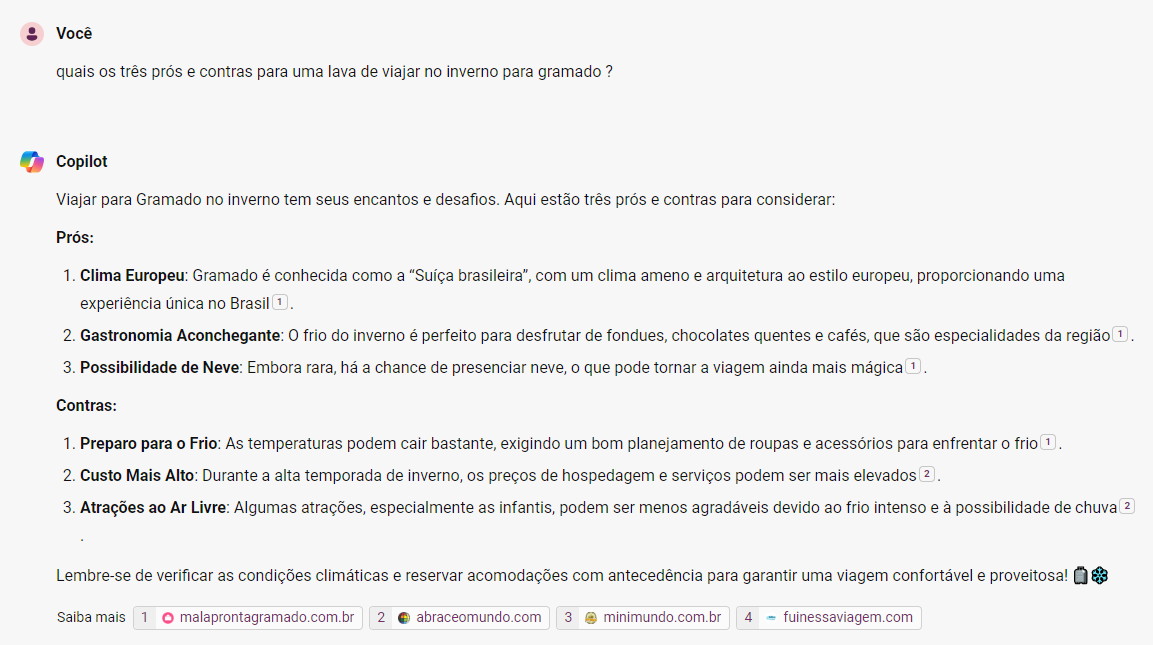 Você
quais os três prós e contras para uma lava de viajar no inverno para gramado ?
Copilot
Viajar para Gramado no inverno tem seus encantos e desafios. Aqui estão três prós e contras para considerar:
Prós:
1. Clima Europeu: Gramado é conhecida como a “Suíça brasileira”, com um clima ameno e arquitetura ao estilo europeu, proporcionando uma
experiência única no Brasil 1 .
2. Gastronomia Aconchegante: O frio do inverno é perfeito para desfrutar de fondues, chocolates quentes e cafés, que são especialidades da região 1 .
3. Possibilidade de Neve: Embora rara, há a chance de presenciar neve, o que pode tornar a viagem ainda mais mágica 1 .
Contras:
1. Preparo para o Frio: As temperaturas podem cair bastante, exigindo um bom planejamento de roupas e acessórios para enfrentar o frio 1 .
2. Custo Mais Alto: Durante a alta temporada de inverno, os preços de hospedagem e serviços podem ser mais elevados 2 .
3. Atrações ao Ar Livre: Algumas atrações, especialmente as infantis, podem ser menos agradáveis devido ao frio intenso e à possibilidade de chuva 2
.
Lembre-se de verificar as condições climáticas e reservar acomodações com antecedência para garantir uma viagem confortável e proveitosa! 🧳❄
Saiba mais 1 malaprontagramado.com.br 2 abraceomundo.com 3 minimundo.com.br 4 fuinessaviagem.com